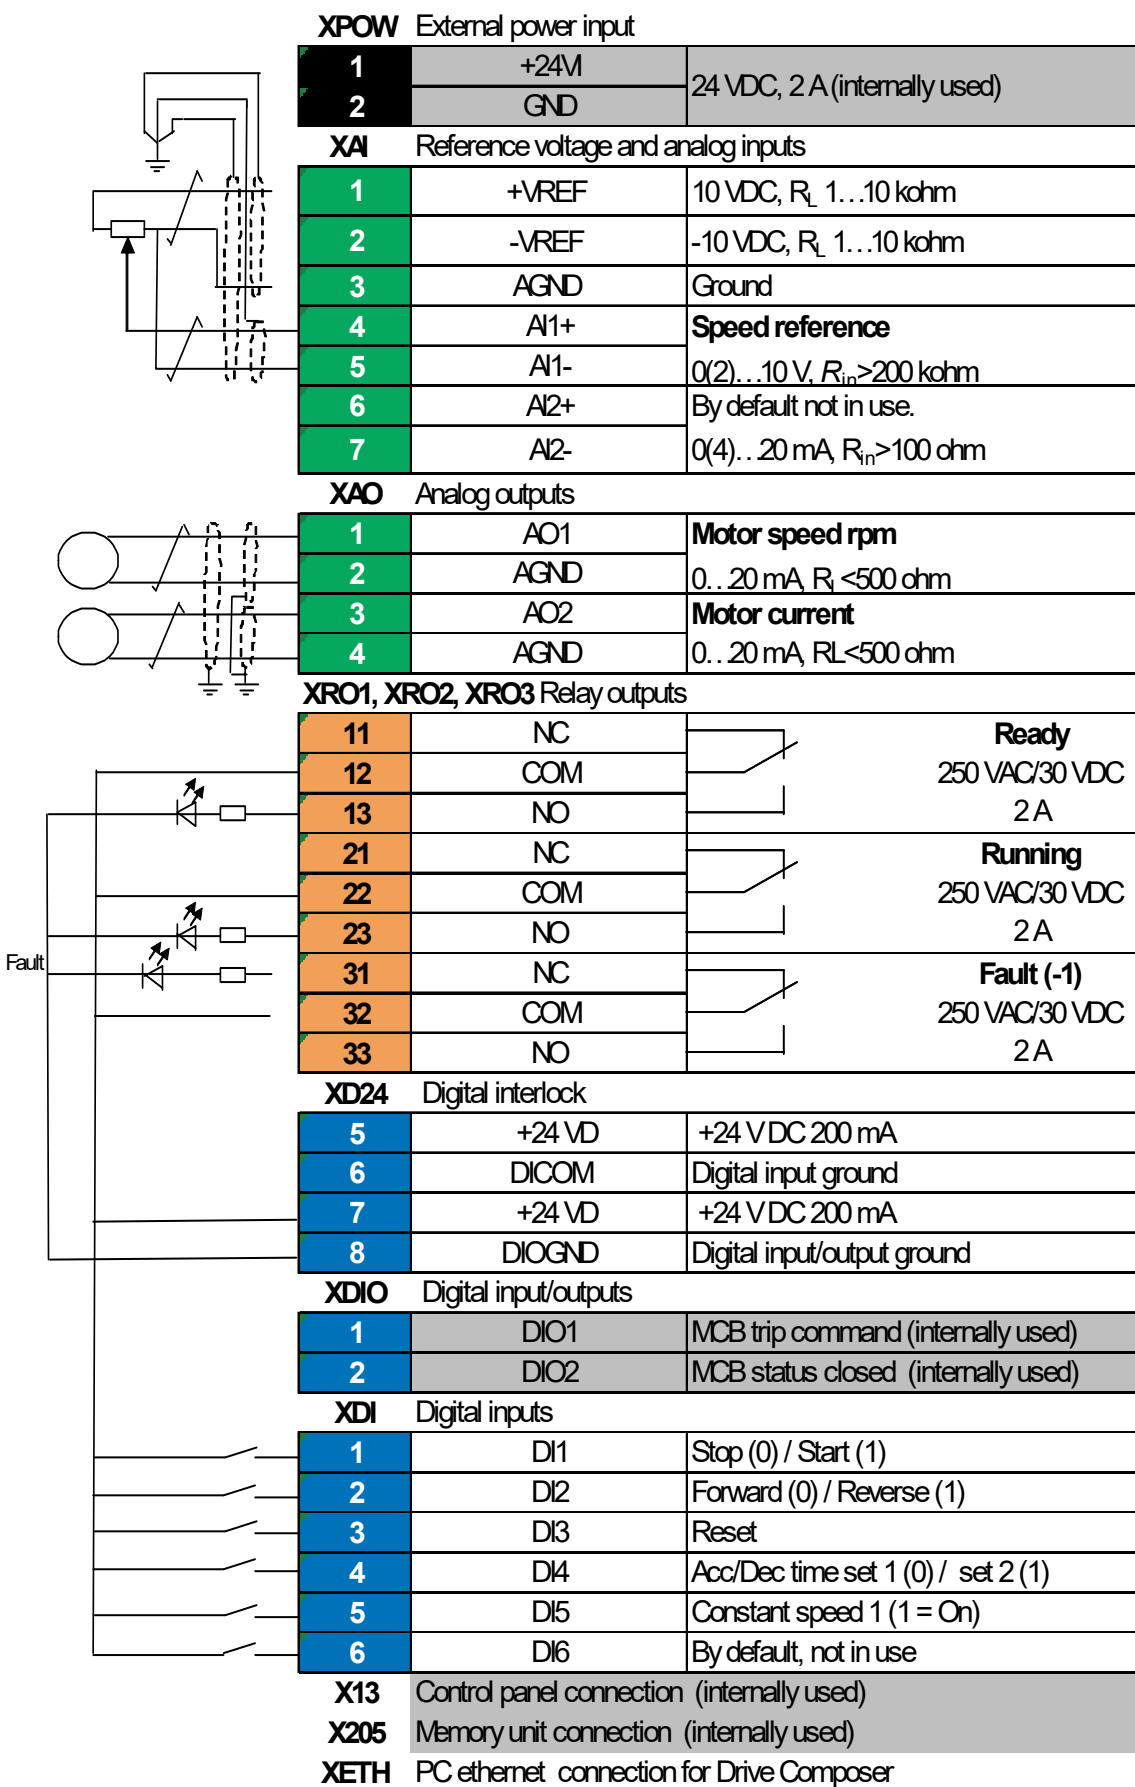 XPOW External power input
1 +24VI 24 VDC, 2 A (internally used)
2 GND
XAI Reference voltage and analog inputs
1 +VREF 10 VDC, RL 1…10 kohm
2 -VREF -10 VDC, RL 1…10 kohm
3 AGND Ground
4 AI1+ Speed reference
5 AI1- 0(2)…10 V, Rin>200 kohm
6 AI2+ By default not in use.
7 AI2- 0(4)…20 mA, Rin>100 ohm
XAO Analog outputs
1 AO1 Motor speed rpm
2 AGND 0…20 mA, RL<500 ohm
3 AO2 Motor current
4 AGND 0…20 mA, RL<500 ohm
XRO1, XRO2, XRO3 Relay outputs
11 NC Ready
12 COM 250 VAC/30 VDC
13 NO 2 A
21 NC Running
22 COM 250 VAC/30 VDC
23 NO 2 A
Fault
31 NC Fault (-1)
32 COM 250 VAC/30 VDC
33 NO 2 A
XD24 Digital interlock
5 +24 VD +24 V DC 200 mA
6 DICOM Digital input ground
7 +24 VD +24 V DC 200 mA
8 DIOGND Digital input/output ground
XDIO Digital input/outputs
1 DIO1 MCB trip command (internally used)
2 DIO2 MCB status closed (internally used)
XDI Digital inputs
1 DI1 Stop (0) / Start (1)
2 DI2 Forward (0) / Reverse (1)
3 DI3 Reset
4 DI4 Acc/Dec time set 1 (0) / set 2 (1)
5 DI5 Constant speed 1 (1 = On)
6 DI6 By default, not in use
X13 Control panel connection (internally used)
X205 Memory unit connection (internally used)
XETH PC ethernet connection for Drive Composer